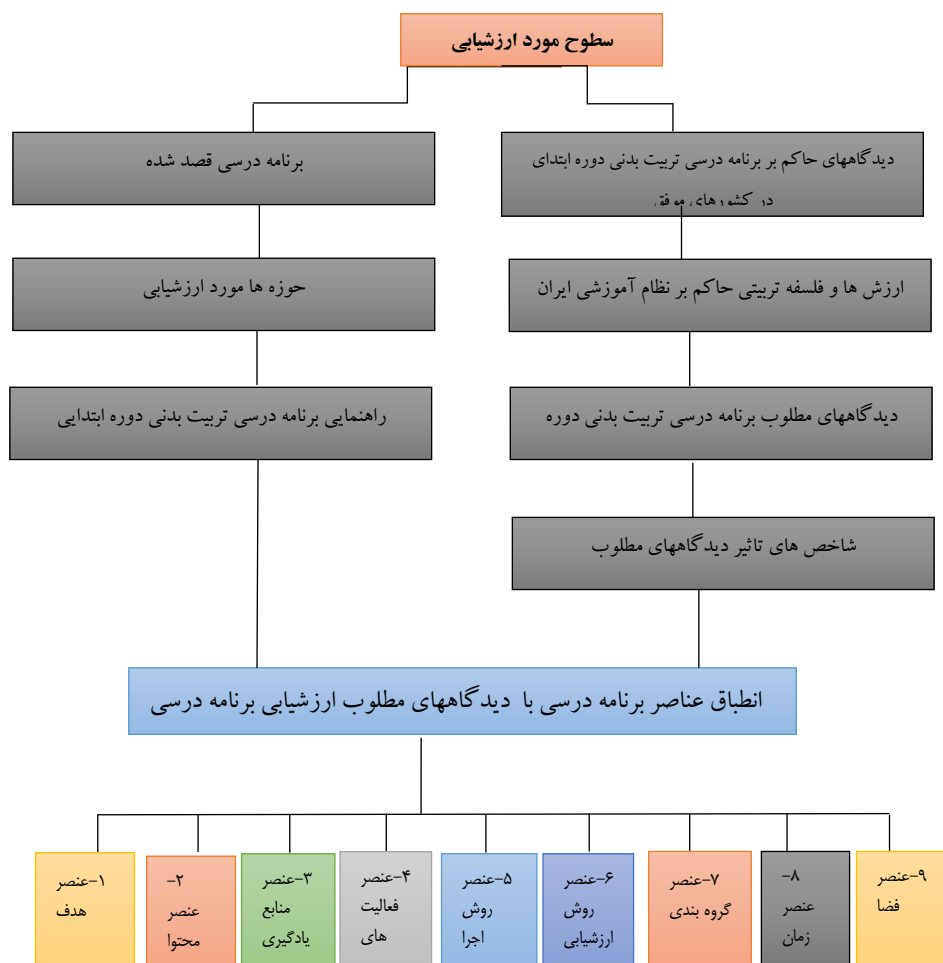 سطوح مورد ارزشیابی
دیدگاههای حاکم بر برنامه درسی تربیت بدنی دوره ابتدای
در کشورهای موفق
برنامه درسی قصد شده
ارزش ها و فلسفه تربیتی حاکم بر نظام آموزشی ایران
حوزه ها مورد ارزشیابی
دیدگاههای مطلوب برنامه درسی تربیت بدنی دوره
راهنمایی برنامه درسی تربیت بدنی دوره ابتدایی
شاخص های تاثیر دیدگاههای مطلوب
انطباق عناصر برنامه درسی با دیدگاههای مطلوب ارزشیابی برنامه درسی
۱-عنصر
هدف
۲-
عنصر
محتوا
۳-عنصر
منابع
یادگیری
۴-عنصر
فعالیت
های
۵-عنصر
روش
اجرا
۶-عنصر
روش
ارزشیابی
۷-عنصر
گروه بندی
۸-
عنصر
زمان
۹-عنصر
فضا